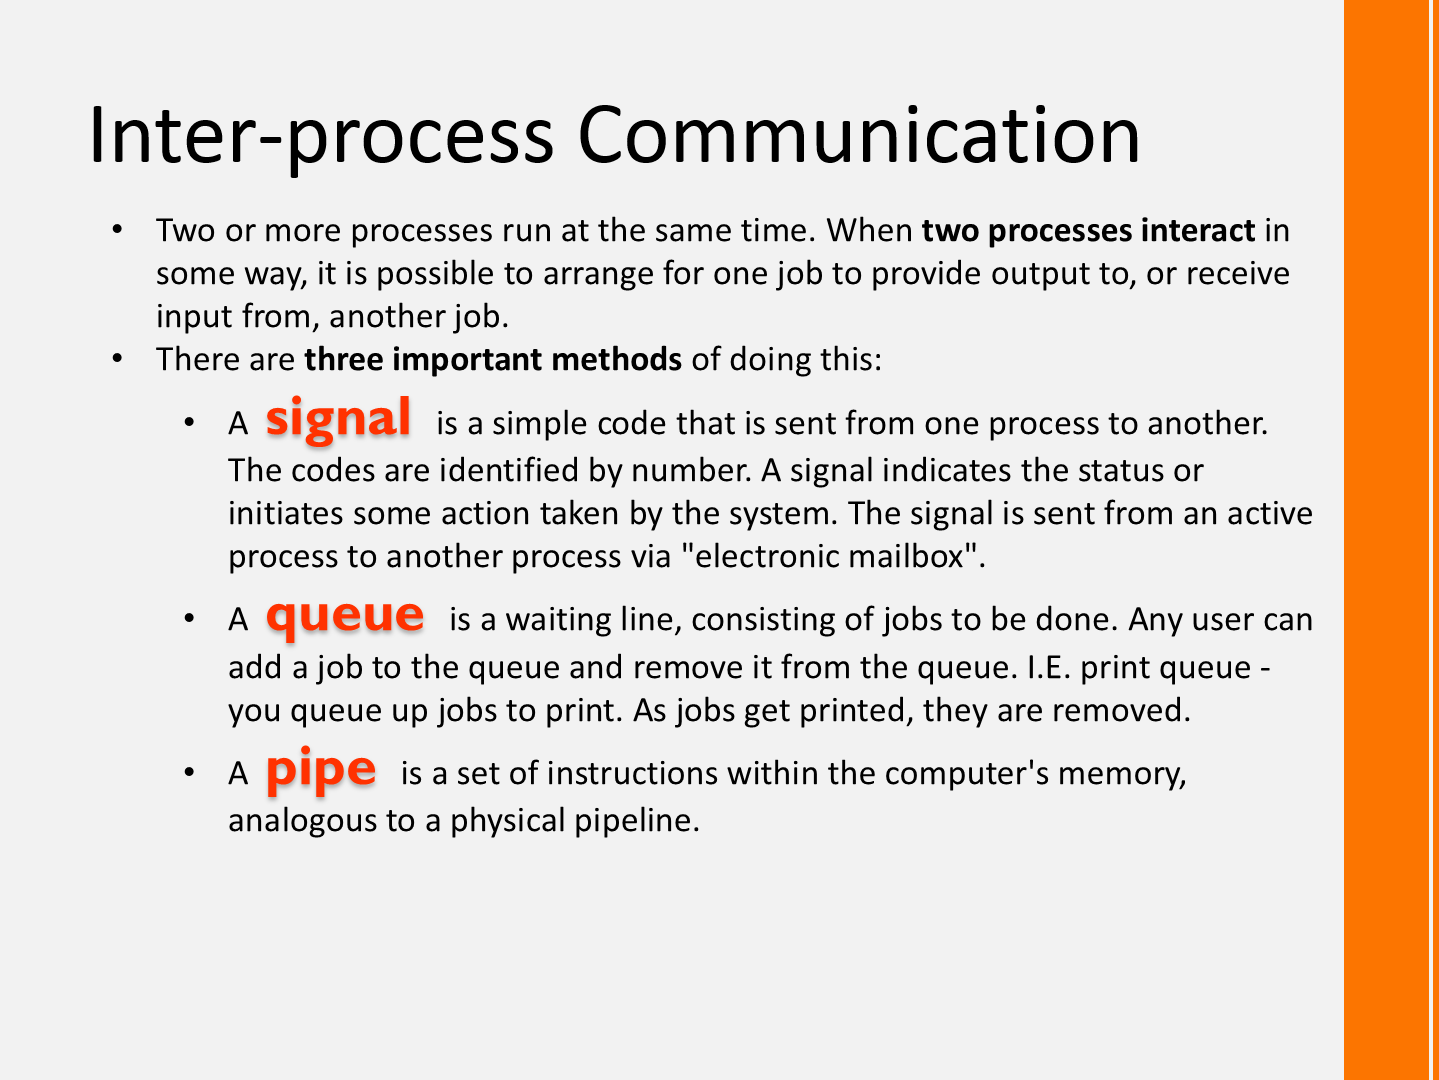 Inter-process Communication
• Two or more processes run at the same time. When two processes interact in
some way, it is possible to arrange for one job to provide output to, or receive
input from, another job.
• There are three important methods of doing this:
• A signal is a simple code that is sent from one process to another.
The codes are identified by number. A signal indicates the status or
initiates some action taken by the system. The signal is sent from an active
process to another process via "electronic mailbox".
• A queue is a waiting line, consisting of jobs to be done. Any user can
add a job to the queue and remove it from the queue. I.E. print queue -
you queue up jobs to print. As jobs get printed, they are removed.
• A pipe is a set of instructions within the computer's memory,
analogous to a physical pipeline.